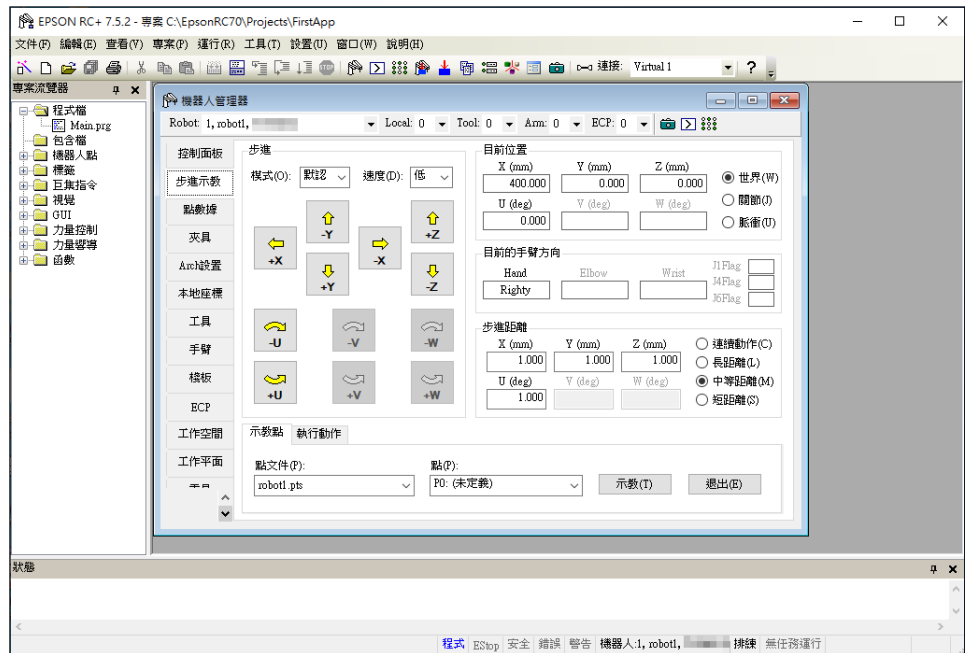 EPSON RC+ 7.5.2 - 專案 C:\EpsonRC70\Projects\FirstApp
文件(F) 編輯(E) 查看(V) 專案(P) 運行(R) 工具(T) 設置(U) 窗口(W) 說明(H)
連接: Virtual 1
專案流覽器
程式檔
Main.prg
包含檔
機器人點
標籤
巨集指令
視覺
GUI
力量控制
力量嚮導
函數
機器人管理器
Robot: 1, robot1, Local: 0 Tool: 0 Arm: 0 ECP: 0
控制面板
步進示教
點數據
夾具
Arch設置
本地座標
工具
手臂
棧板
ECP
工作空間
工作平面
步進
模式(O): 默認 速度(D): 低
-Y
+Z
+X
-X
+Y
-Z
-U
-V
-W
+U
+V
+W
目前位置
X (mm) Y (mm) Z (mm)
400.000 0.000 0.000
U (deg) V (deg) W (deg)
0.000
世界(W)
關節(J)
脈衝(U)
目前的手臂方向
Hand Elbow Wrist
Righty
J1Flag
J4Flag
J6Flag
步進距離
X (mm) Y (mm) Z (mm)
1.000 1.000 1.000
U (deg) V (deg) W (deg)
1.000
連續動作(C)
長距離(L)
中等距離(M)
短距離(S)
示教點 執行動作
點文件(P): 點(P):
robot1.pts P0: (未定義) 示教(T) 退出(E)
狀態
程式 EStop 安全 錯誤 警告 機器人:1, robot1, 排練 無任務運行